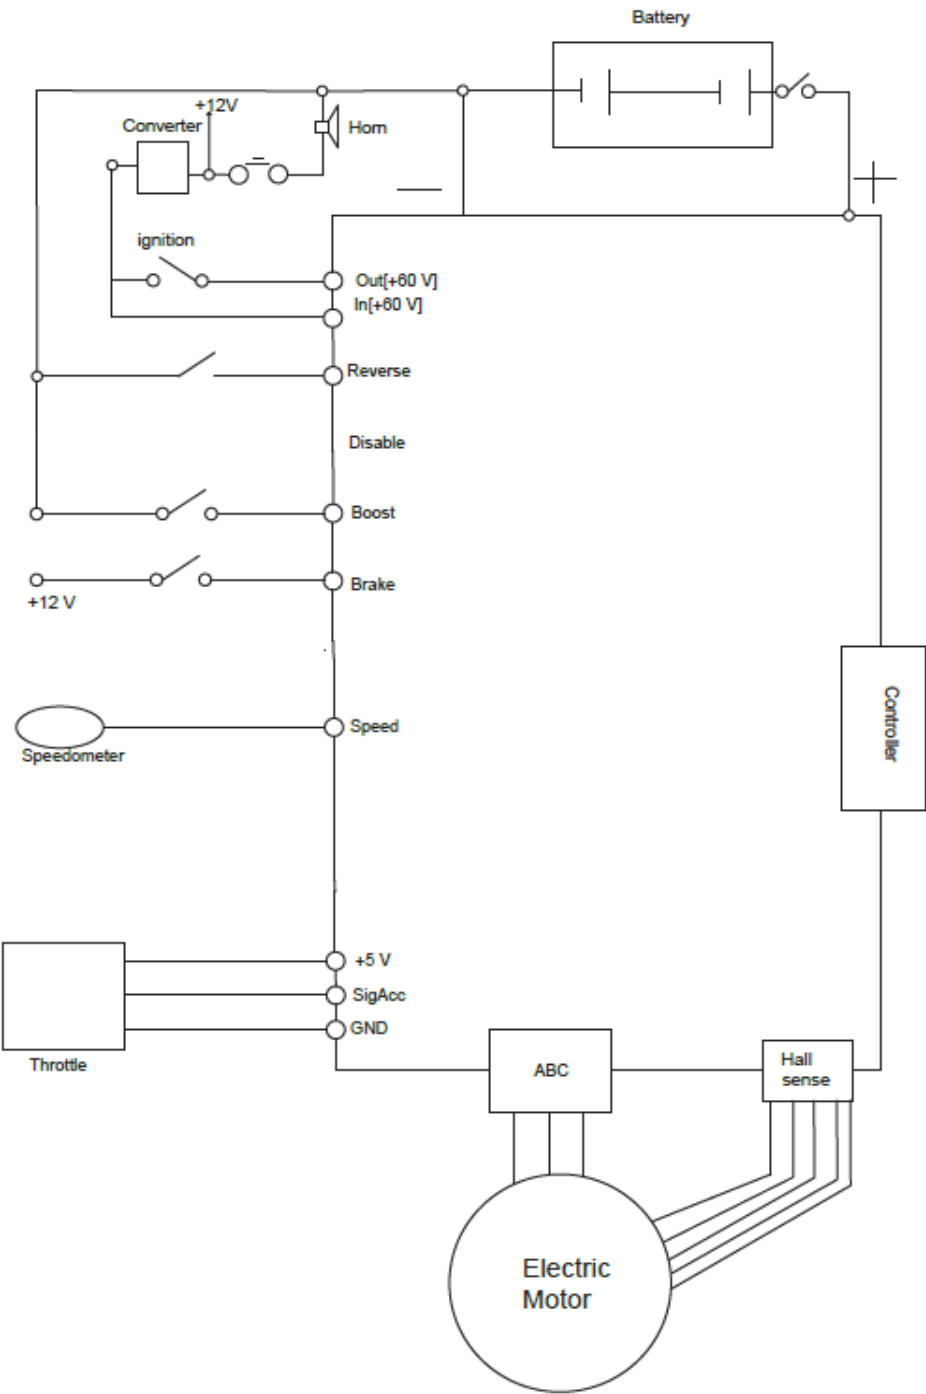 Battery
+12V
Converter
Horn
ignition
Out[+60 V]
In[+60 V]
Reverse
Disable
Boost
Brake
+12 V
Speed
Speedometer
Controller
+5 V
SigAcc
GND
Throttle
ABC
Hall
sense
Electric
Motor